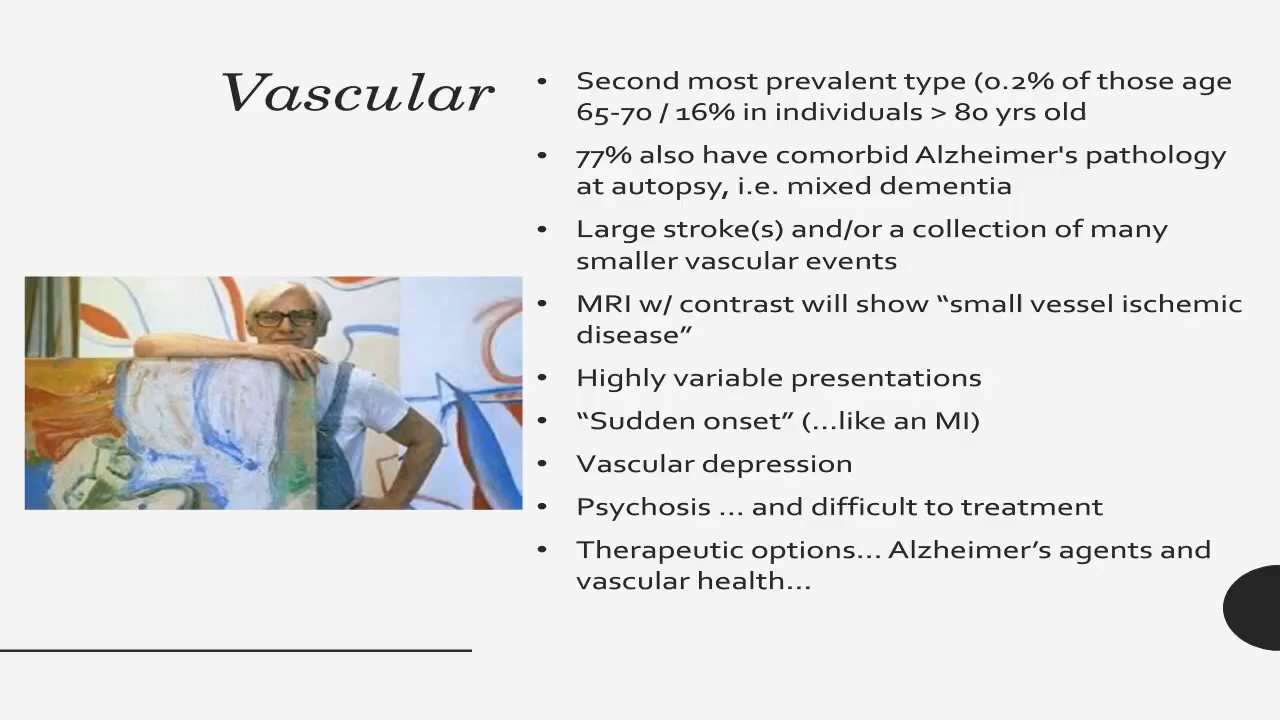 Vascular
• Second most prevalent type (0.2% of those age
65-70 / 16% in individuals > 80 yrs old
• 77% also have comorbid Alzheimer's pathology
at autopsy, i.e. mixed dementia
• Large stroke(s) and/or a collection of many
smaller vascular events
• MRI w/ contrast will show “small vessel ischemic
disease”
• Highly variable presentations
• “Sudden onset” (…like an MI)
• Vascular depression
• Psychosis … and difficult to treatment
• Therapeutic options… Alzheimer’s agents and
vascular health…